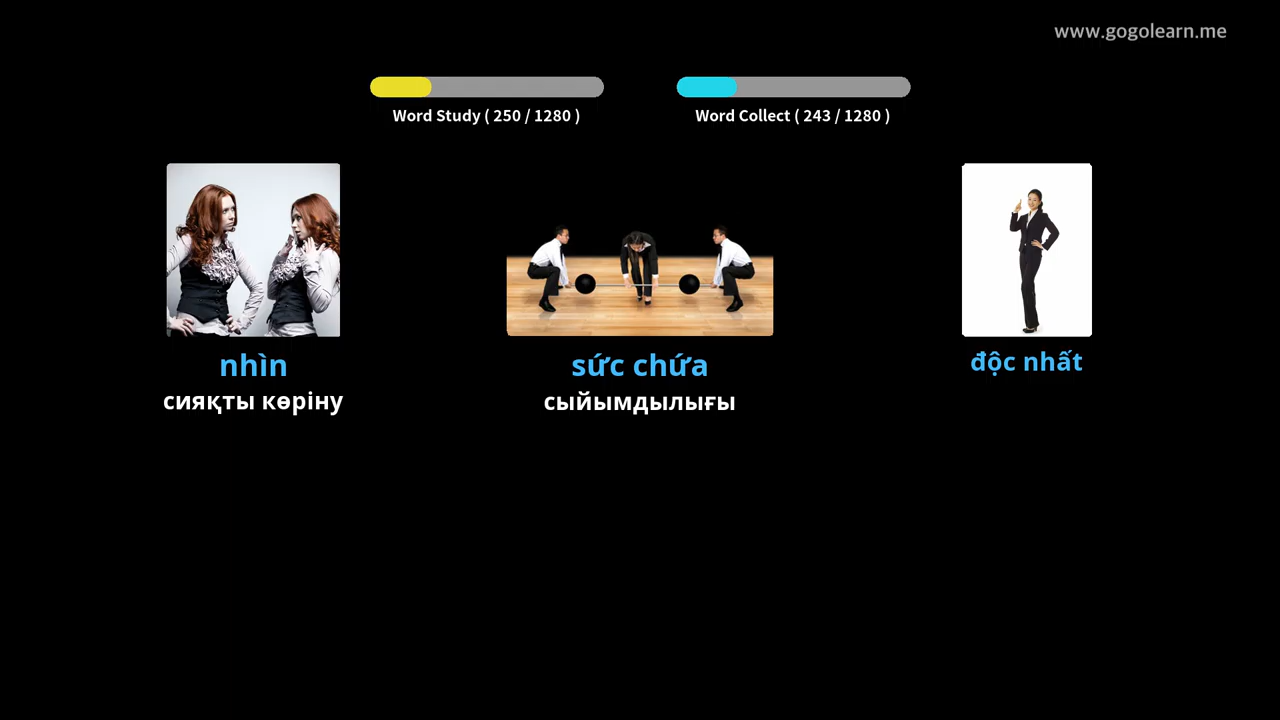 www.gogolearn.me
Word Study ( 250 / 1280 )
Word Collect ( 243 / 1280 )
nhìn
сияқты көріну
sức chứa
сыйымдылығы
độc nhất